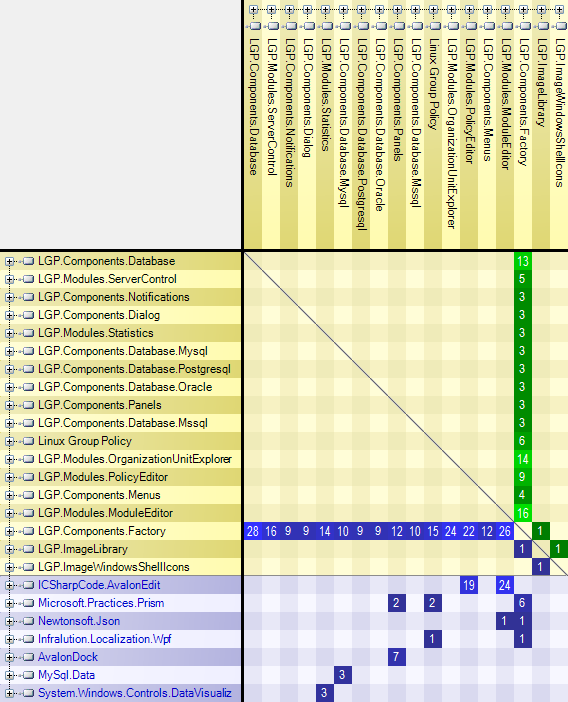 LGP.Components.Database
LGP.Modules.ServerControl
LGP.Components.Notifications
LGP.Components.Dialog
LGP.Modules.Statistics
LGP.Components.Database.Mysql
LGP.Components.Database.Postgresql
LGP.Components.Database.Oracle
LGP.Components.Panels
LGP.Components.Database.Mssql
Linux Group Policy
LGP.Modules.OrganizationUnitExplorer
LGP.Modules.PolicyEditor
LGP.Components.Menus
LGP.Modules.ModuleEditor
LGP.Components.Factory
LGP.ImageLibrary
LGP.ImageWindowsShellIcons
LGP.Components.Database 13
LGP.Modules.ServerControl 5
LGP.Components.Notifications 3
LGP.Components.Dialog 3
LGP.Modules.Statistics 3
LGP.Components.Database.Mysql 3
LGP.Components.Database.Postgresql 3
LGP.Components.Database.Oracle 3
LGP.Components.Panels 3
LGP.Components.Database.Mssql 3
Linux Group Policy 6
LGP.Modules.OrganizationUnitExplorer 14
LGP.Modules.PolicyEditor 9
LGP.Components.Menus 4
LGP.Modules.ModuleEditor 16
LGP.Components.Factory 28 16 9 9 14 10 9 9 12 10 15 24 22 12 26 1
LGP.ImageLibrary 1 1
LGP.ImageWindowsShellIcons 1
ICSharpCode.AvalonEdit 19 24
Microsoft.Practices.Prism 2 2 6
Newtonsoft.Json 1 1
Infralution.Localization.Wpf 1 1
AvalonDock 7
MySql.Data 3
System.Windows.Controls.DataVisualiz 3